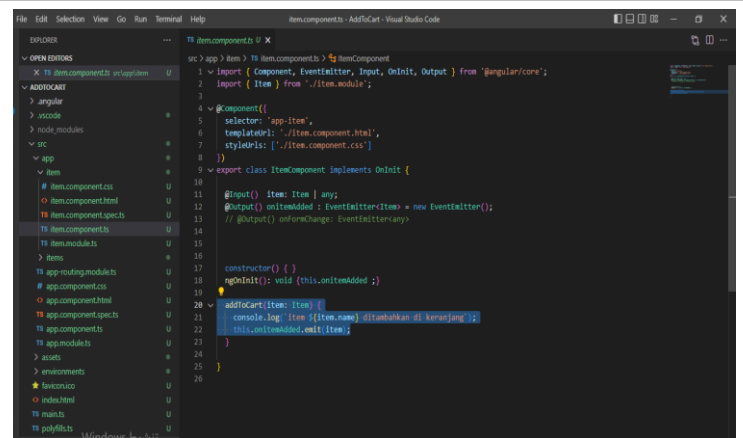 File Edit Selection View Go Run Terminal Help
item.component.ts - AddToCart - Visual Studio Code
EXPLORER
OPEN EDITORS
TS item.component.ts src\app\item U
ADDTOCART
.angular
.vscode
node_modules
src
app
item
# item.component.css U
item.component.html U
TS item.component.spec.ts U
TS item.component.ts U
TS item.module.ts U
items
TS app-routing.module.ts U
# app.component.css U
app.component.html U
TS app.component.spec.ts U
TS app.component.ts U
TS app.module.ts U
assets
environments
favicon.ico U
index.html U
TS main.ts U
TS polyfills.ts U
Windows
TS item.component.ts U X
src > app > item > TS item.component.ts > ItemComponent
1 import { Component, EventEmitter, Input, OnInit, Output } from '@angular/core';
2 import { Item } from './item.module';
3
4 @Component({
5 selector: 'app-item',
6 templateUrl: './item.component.html',
7 styleUrls: ['./item.component.css']
8 })
9 export class ItemComponent implements OnInit {
10
11 @Input() item: Item | any;
12 @Output() onitemAdded : EventEmitter<Item> = new EventEmitter();
13 // @Output() onFormChange: EventEmitter<any>
14
15
16
17 constructor() { }
18 ngOnInit(): void {this.onitemAdded ;}
19
20 addToCart(item: Item) {
21 console.log(`item ${item.name} ditambahkan di keranjang`);
22 this.onitemAdded.emit(item);
23 }
24
25 }
26